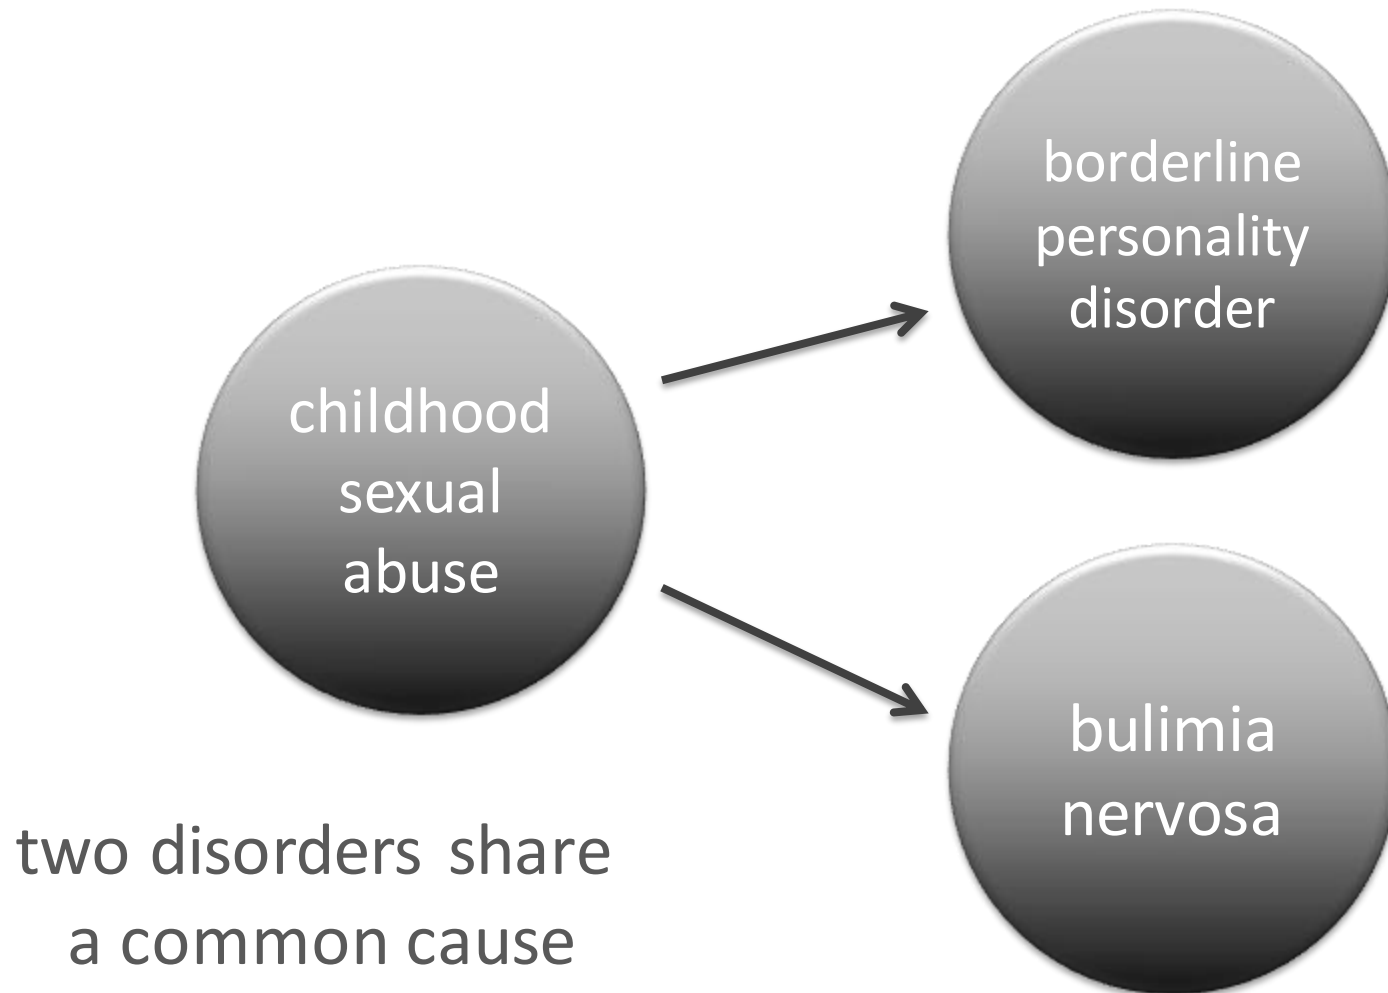 borderline
personality
disorder
childhood
sexual
abuse
bulimia
nervosa
two disorders share
a common cause